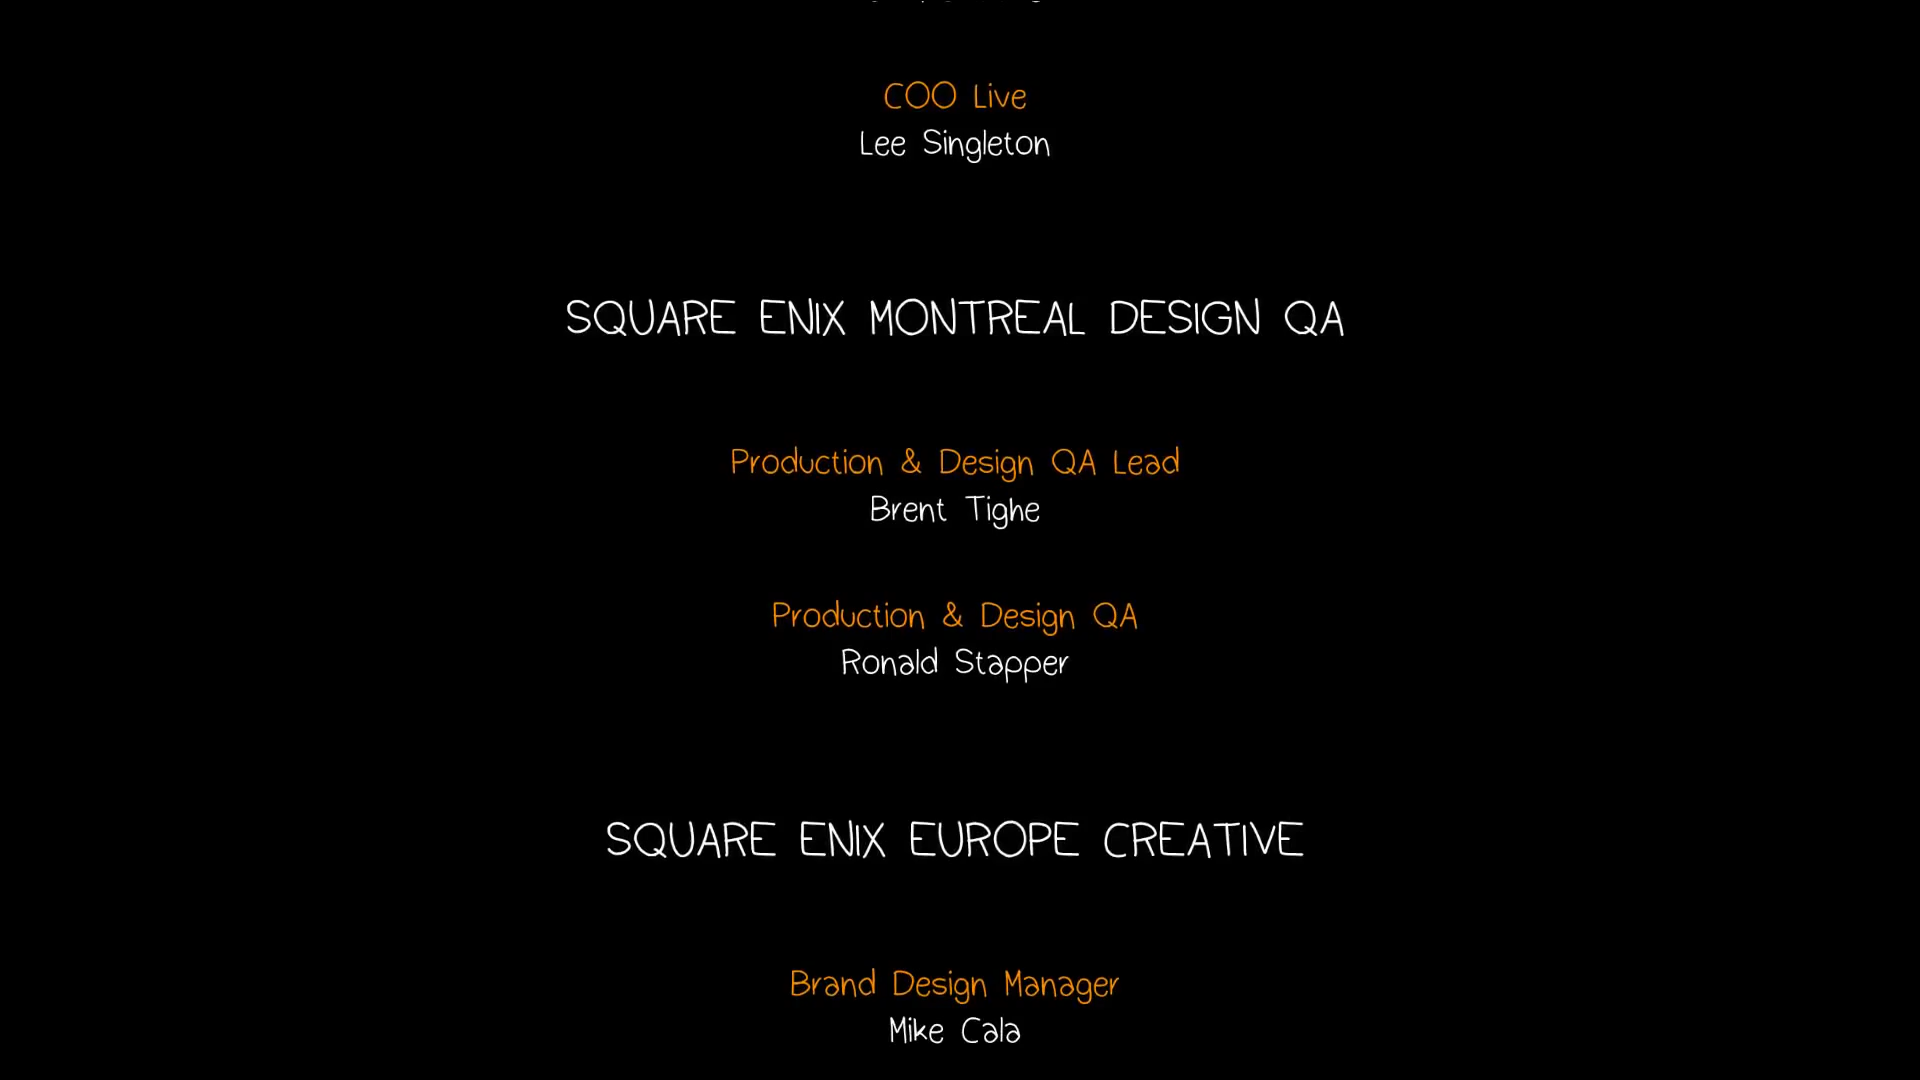 COO Live
Lee Singleton
SQUARE ENIX MONTREAL DESIGN QA
Production & Design QA Lead
Brent Tighe
Production & Design QA
Ronald Stapper
SQUARE ENIX EUROPE CREATIVE
Brand Design Manager
Mike Cala